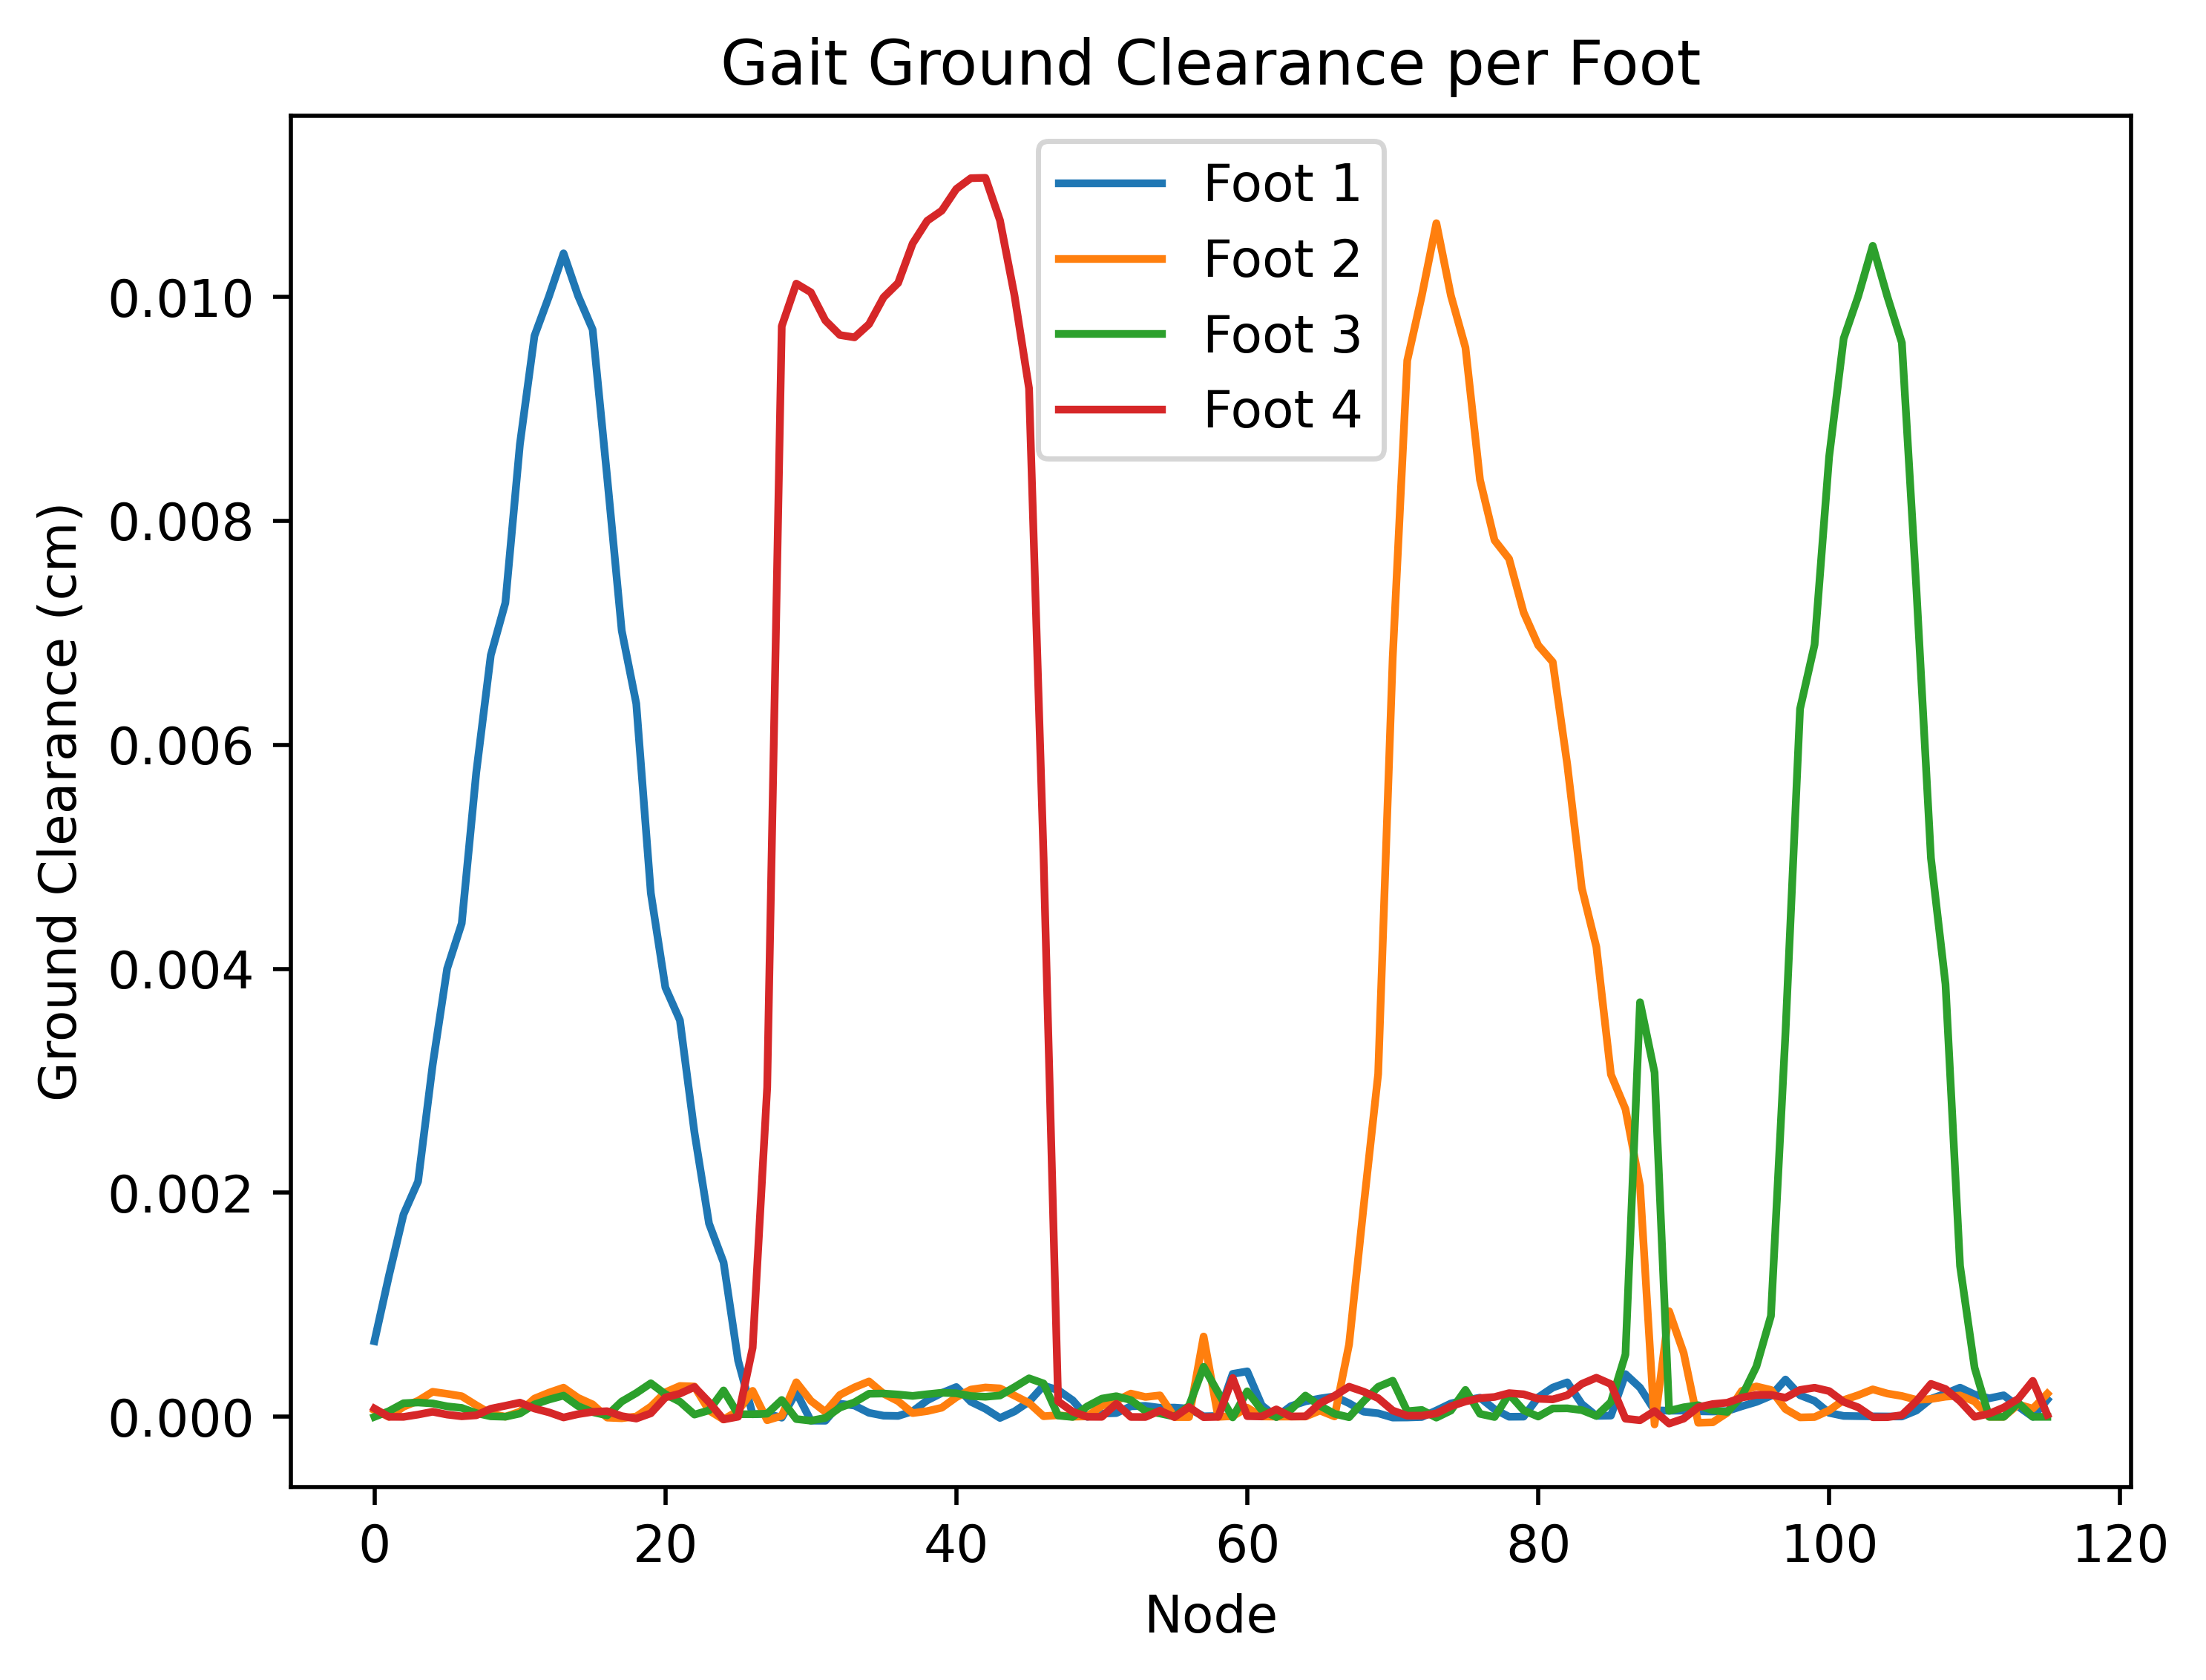 Gait Ground Clearance per Foot
Foot 1
Foot 2
Foot 3
Foot 4
Ground Clearance (cm)
0.010
0.008
0.006
0.004
0.002
0.000
0 20 40 60 80 100 120
Node